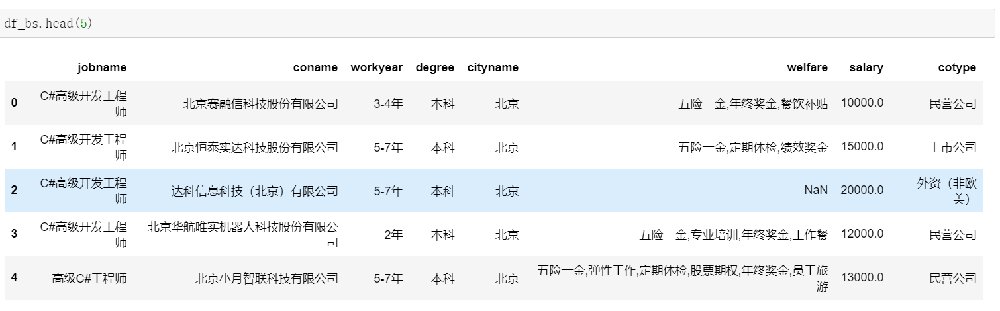 df_bs.head(5)
jobname coname workyear degree cityname welfare salary cotype
0 C#高级开发工程师 北京赛融信科技股份有限公司 3-4年 本科 北京 五险一金,年终奖金,餐饮补贴 10000.0 民营公司
1 C#高级开发工程师 北京恒泰实达科技股份有限公司 5-7年 本科 北京 五险一金,定期体检,绩效奖金 15000.0 上市公司
2 C#高级开发工程师 达科信息科技（北京）有限公司 5-7年 本科 北京 NaN 20000.0 外资（非欧美）
3 C#高级开发工程师 北京华航唯实机器人科技股份有限公司 2年 本科 北京 五险一金,专业培训,年终奖金,工作餐 12000.0 民营公司
4 高级C#工程师 北京小月智联科技有限公司 5-7年 本科 北京 五险一金,弹性工作,定期体检,股票期权,年终奖金,员工旅游 13000.0 民营公司